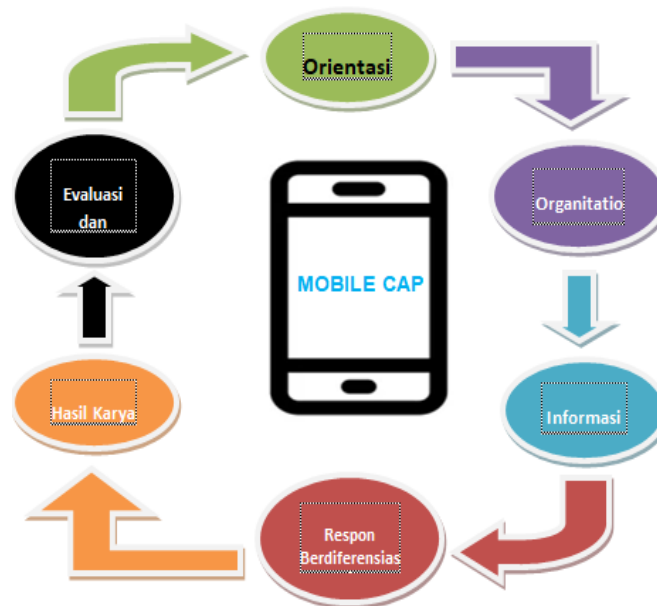 Orientasi
Organitatio
Informasi
Respon
Berdiferensias
Hasil Karya
Evaluasi
dan
MOBILE CAP